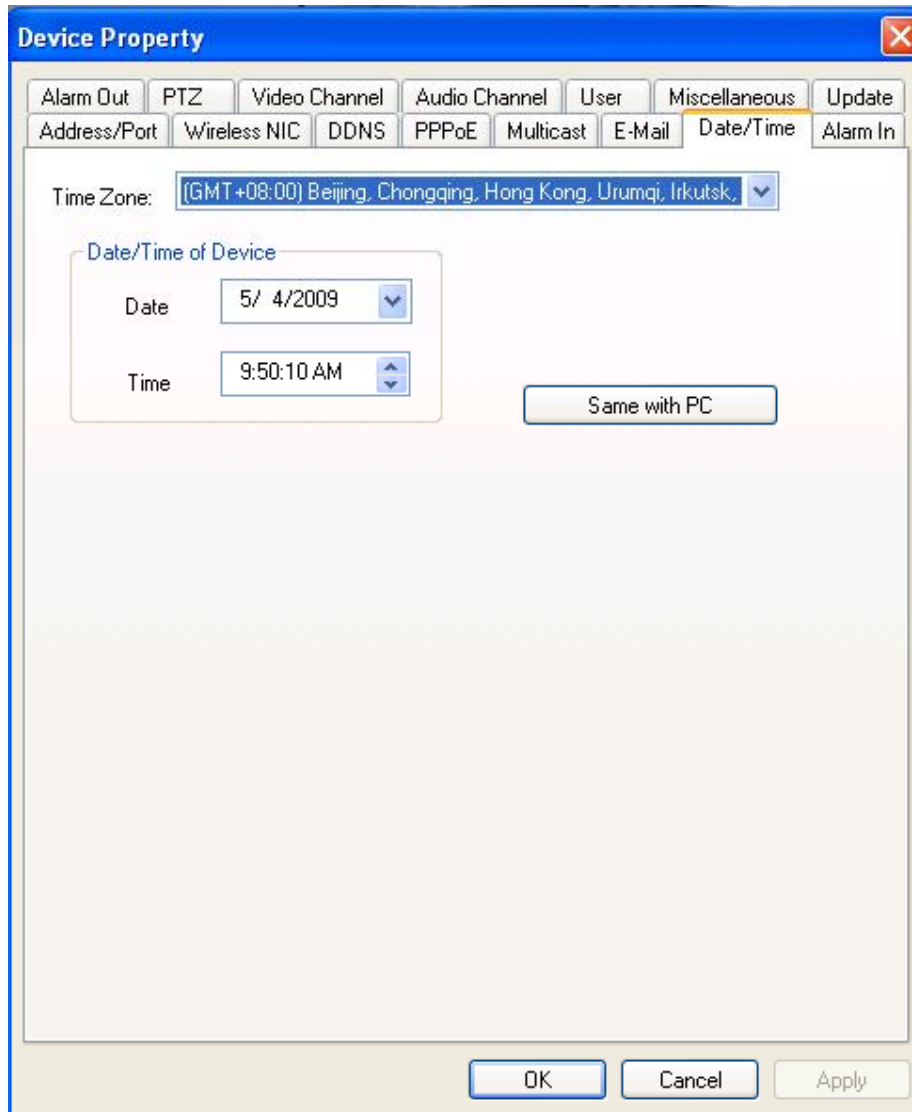 Device Property
Alarm Out PTZ Video Channel Audio Channel User Miscellaneous Update
Address/Port Wireless NIC DDNS PPPoE Multicast E-Mail Date/Time Alarm In
Time Zone: (GMT+08:00) Beijing, Chongqing, Hong Kong, Urumqi, Irkutsk,
Date/Time of Device
Date 5/ 4/2009
Time 9:50:10 AM
Same with PC
OK Cancel Apply